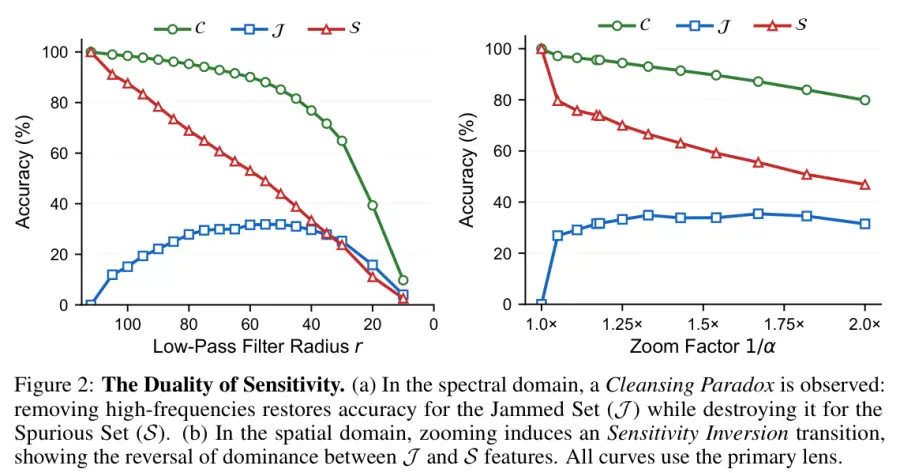 C J S
100
80
60
40
20
0
Accuracy (%)
100 80 60 40 20 0
Low-Pass Filter Radius r
C J S
100
80
60
40
20
0
Accuracy (%)
1.0× 1.25× 1.5× 1.75× 2.0×
Zoom Factor 1/α
Figure 2: The Duality of Sensitivity. (a) In the spectral domain, a Cleansing Paradox is observed:
removing high-frequencies restores accuracy for the Jammed Set (J) while destroying it for the
Spurious Set (S). (b) In the spatial domain, zooming induces an Sensitivity Inversion transition,
showing the reversal of dominance between J and S features. All curves use the primary lens.